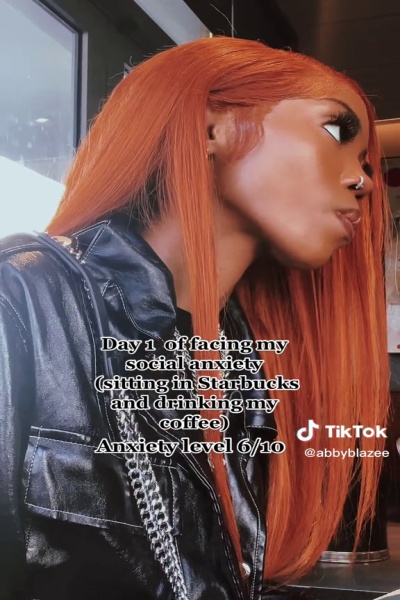 Day 1 of facing my
social anxiety
(sitting in Starbucks
and drinking my
coffee)
Anxiety level 6/10
TikTok
@abbyblazee